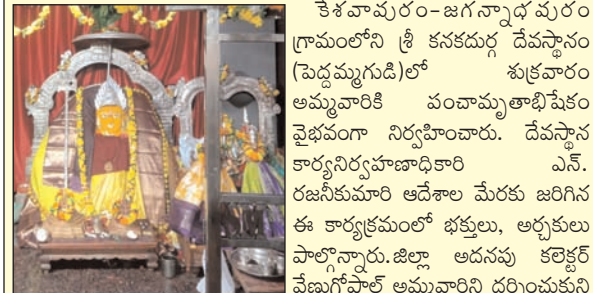 కేశవాపురం-జగన్నాధపురం
గ్రామంలోని శ్రీ కనకదుర్గ దేవస్థానం
(పెద్దమ్మగుడి)లో శుక్రవారం
అమ్మవారికి పంచామృతాభిషేకం
వైభవంగా నిర్వహించారు. దేవస్థాన
కార్యనిర్వహణాధికారి ఎన్.
రజనీకుమారి ఆదేశాల మేరకు జరిగిన
ఈ కార్యక్రమంలో భక్తులు, అర్చకులు
పాల్గొన్నారు.జిల్లా అదనపు కలెక్టర్
వేణుగోపాల్ అమ్మవారిని దర్శించుకుని